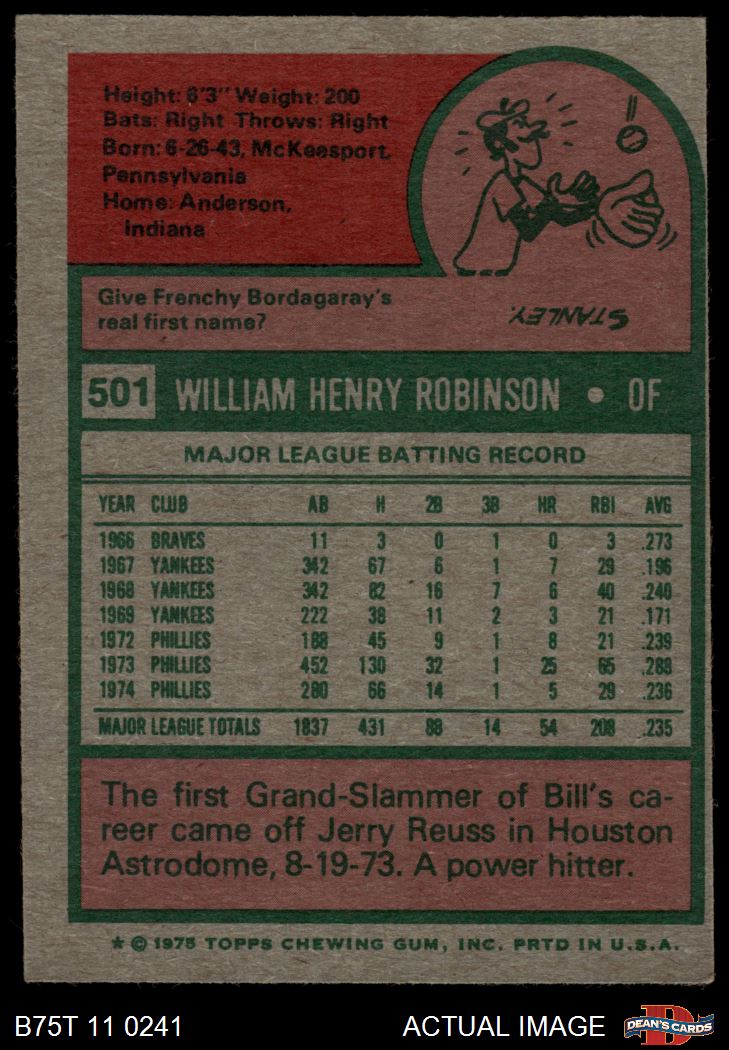 Height: 6'3" Weight: 200
Bats: Right Throws: Right
Born: 6-26-43, McKeesport,
Pennsylvania
Home: Anderson,
Indiana
Give Frenchy Bordagaray's
real first name?
STANLEY.
501 WILLIAM HENRY ROBINSON • OF
MAJOR LEAGUE BATTING RECORD
YEAR CLUB AB H 2B 3B HR RBI AVG
1966 BRAVES 11 3 0 1 0 3 .273
1967 YANKEES 342 67 6 1 7 29 .196
1968 YANKEES 342 82 16 7 6 40 .240
1969 YANKEES 222 38 11 2 3 21 .171
1972 PHILLIES 188 45 9 1 8 21 .239
1973 PHILLIES 452 130 32 1 25 65 .288
1974 PHILLIES 280 66 14 1 5 29 .236
MAJOR LEAGUE TOTALS 1837 431 88 14 54 208 .235
The first Grand-Slammer of Bill's ca-
reer came off Jerry Reuss in Houston
Astrodome, 8-19-73. A power hitter.
★ © 1975 TOPPS CHEWING GUM, INC. PRTD IN U.S.A.
B75T 11 0241 ACTUAL IMAGE DEAN'S CARDS